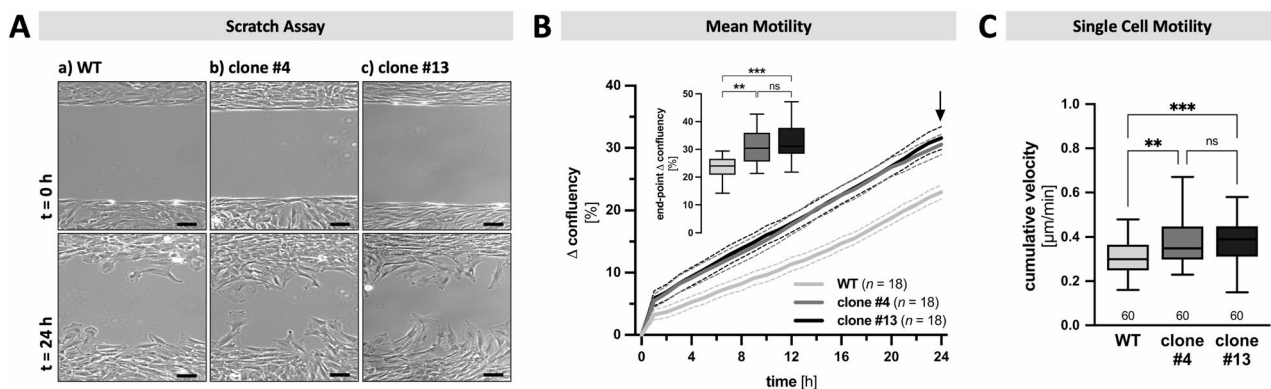 A
Scratch Assay
a) WT
b) clone #4
c) clone #13
t = 0 h
t = 24 h
B
Mean Motility
Δ confluency
[%]
40
30
20
10
0
0
4
8
12
16
20
24
time [h]
end-point Δ confluency
[%]
50
40
30
20
10
0
***
**
ns
WT (n = 18)
clone #4 (n = 18)
clone #13 (n = 18)
C
Single Cell Motility
cumulative velocity
[µm/min]
1.0
0.8
0.6
0.4
0.2
0.0
***
**
ns
60
60
60
WT
clone
#4
clone
#13